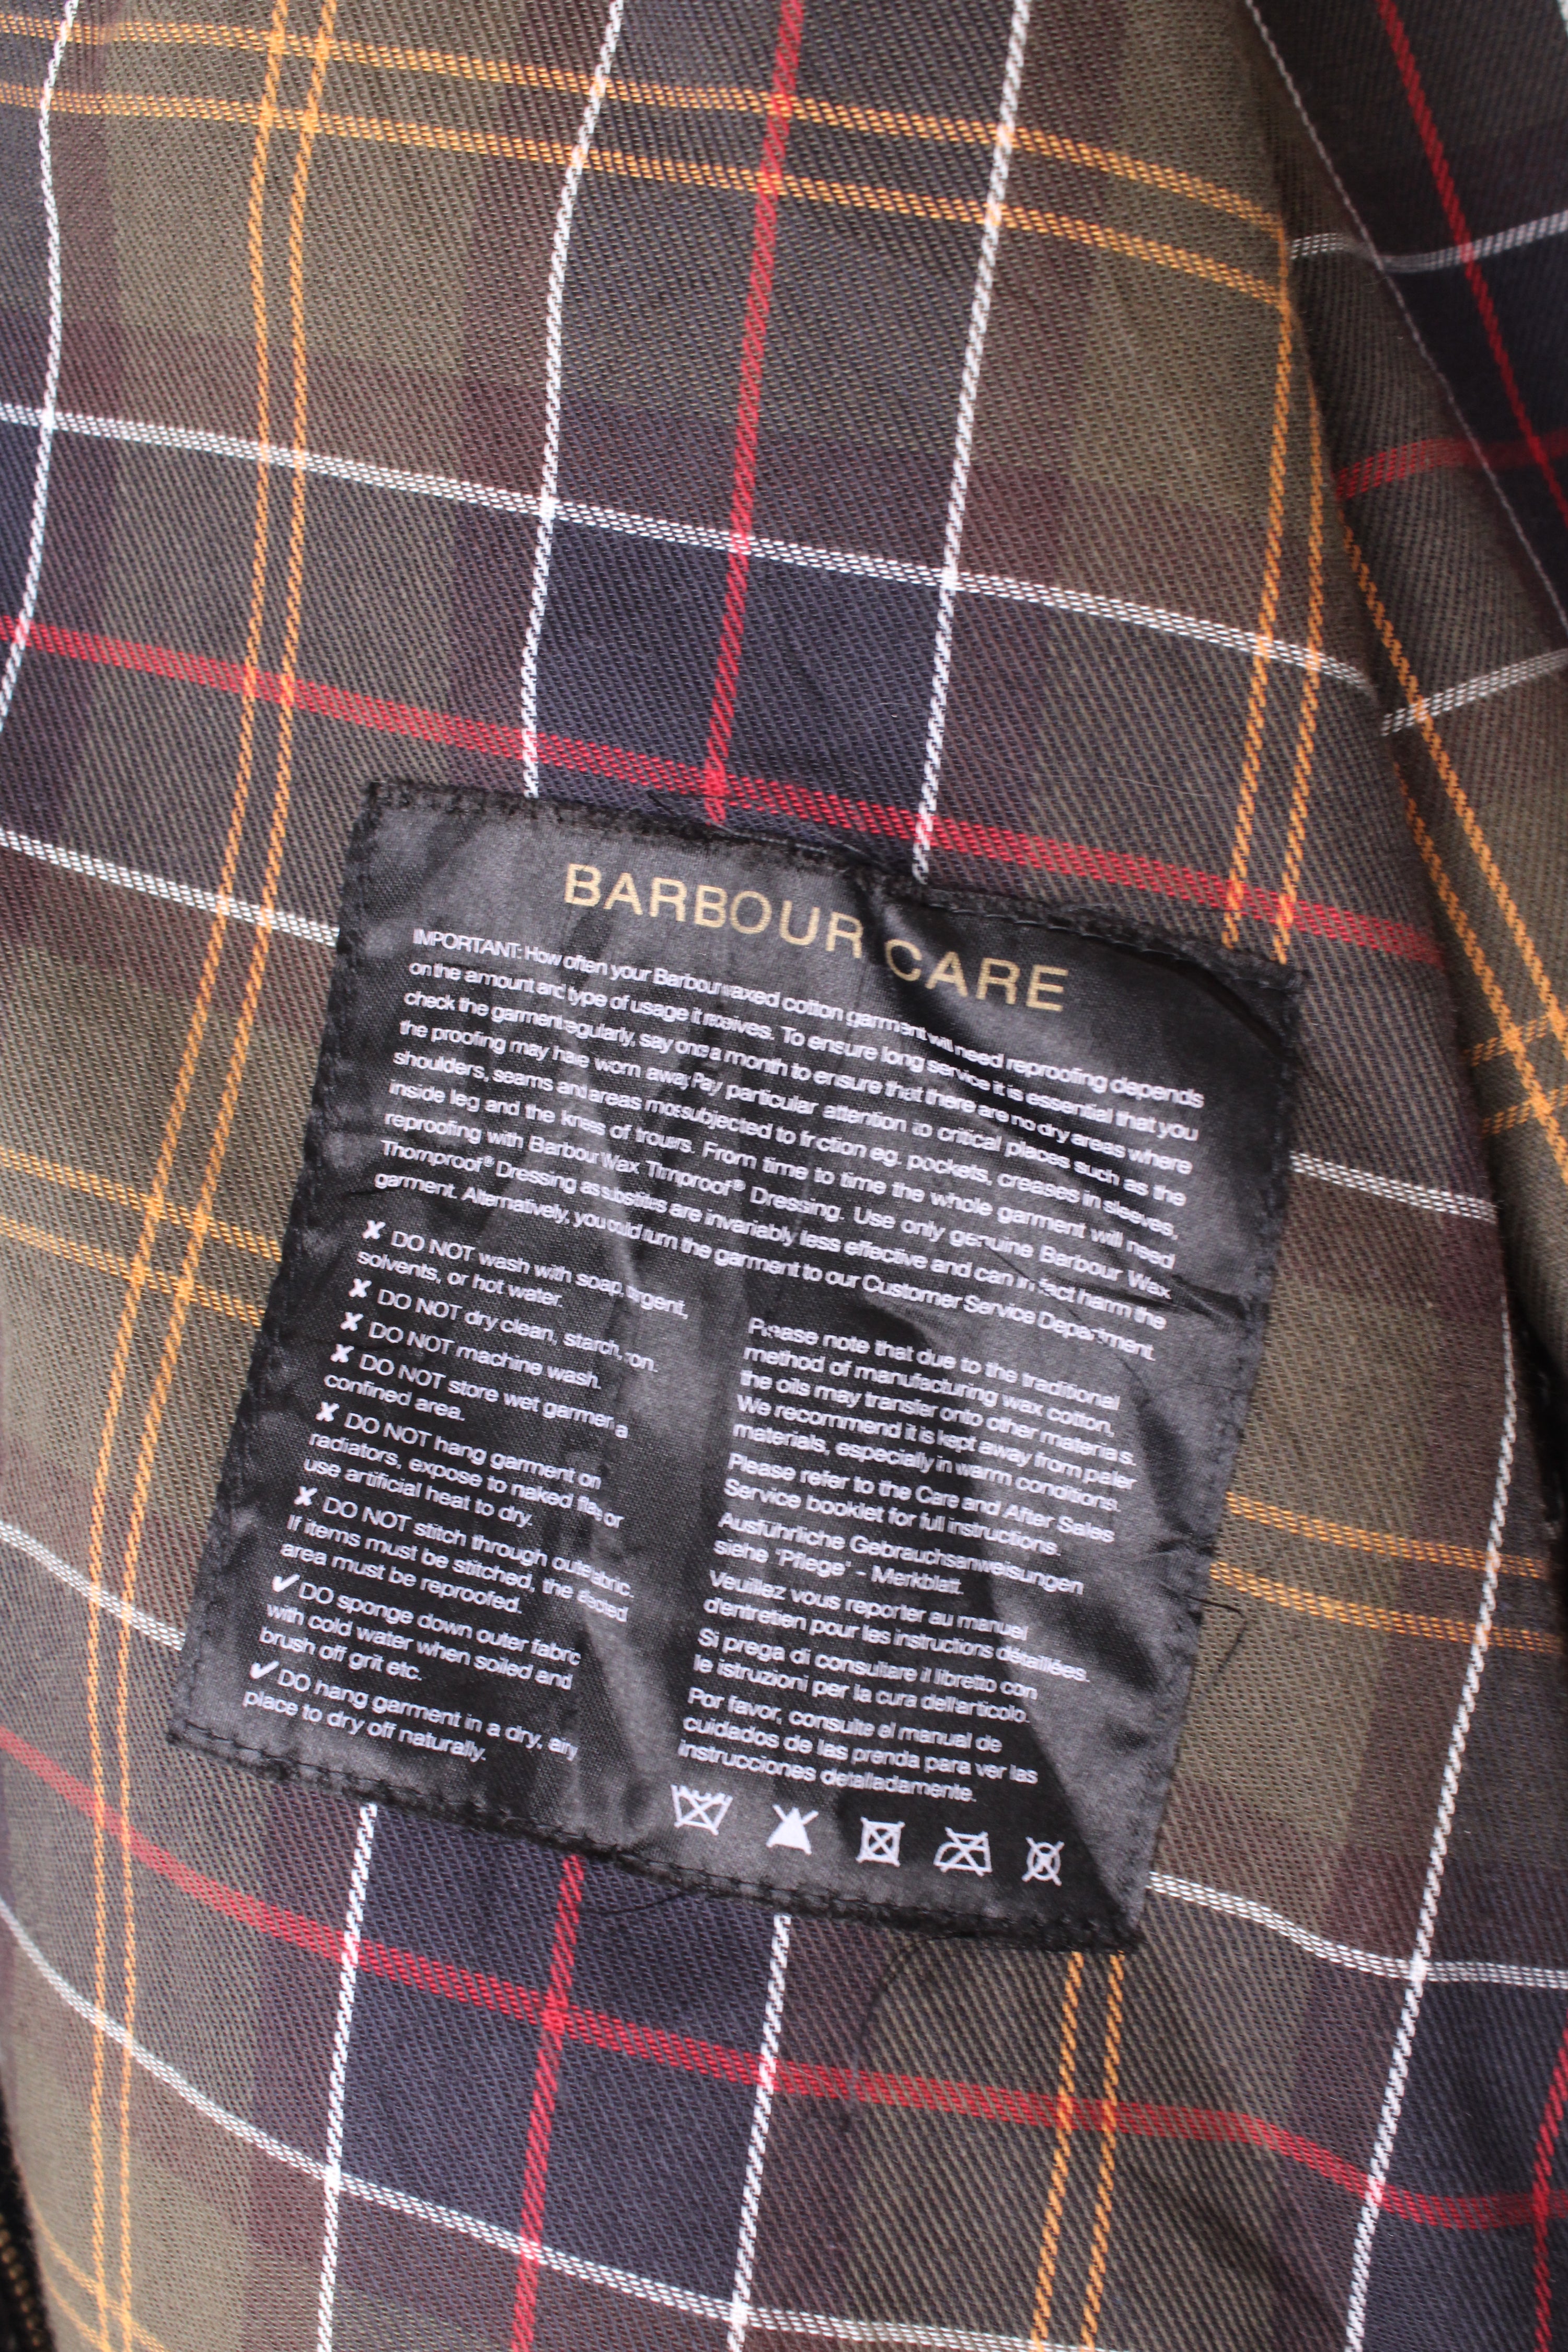 BARBOUR CARE
IMPORTANT: How often your Barbour waxed cotton garment will need reproofing depends
on the amount and type of usage it receives. To ensure long service it is essential that you
check the garment regularly, say once a month to ensure that there are no dry areas where
the proofing may have worn away. Pay particular attention to critical places such as the
shoulders, seams and areas most subjected to friction eg. pockets, creases in sleeves,
inside leg and the knees of trousers. From time to time the whole garment will need
reproofing with Barbour Wax Thornproof® Dressing. Use only genuine Barbour Wax
Thornproof® Dressing as substitutes are invariably less effective and can in fact harm the
garment. Alternatively, you could turn the garment to our Customer Service Department.
✘ DO NOT wash with soap,
solvents, or hot water.
✘ DO NOT dry clean, starch,
✘ DO NOT machine wash.
✘ DO NOT store wet garment a
confined area.
✘ DO NOT hang garment on
radiators, expose to naked or
use artificial heat to dry.
✘ DO NOT stitch through
If items must be stitched, the
area must be reproofed.
✔ DO sponge down outer fabric
with cold water when soiled and
brush off grit etc.
✔ DO hang garment in a dry,
place to dry off naturally.
Please note that due to the traditional
method of manufacturing wax cotton,
the oils may transfer onto other materials.
We recommend it is kept away from paler
materials, especially in warm conditions.
Please refer to the Care and After Sales
Service booklet for full instructions.
Ausführliche Gebrauchsanweisungen
siehe 'Pflege' - Merkblatt.
Veuillez vous reporter au manuel
d'entretien pour les instructions détaillées.
Si prega di consultare il libretto con
le istruzioni per la cura dell'articolo.
Por favor, consulte el manual de
cuidados de las prenda para ver las
instrucciones detalladamente.